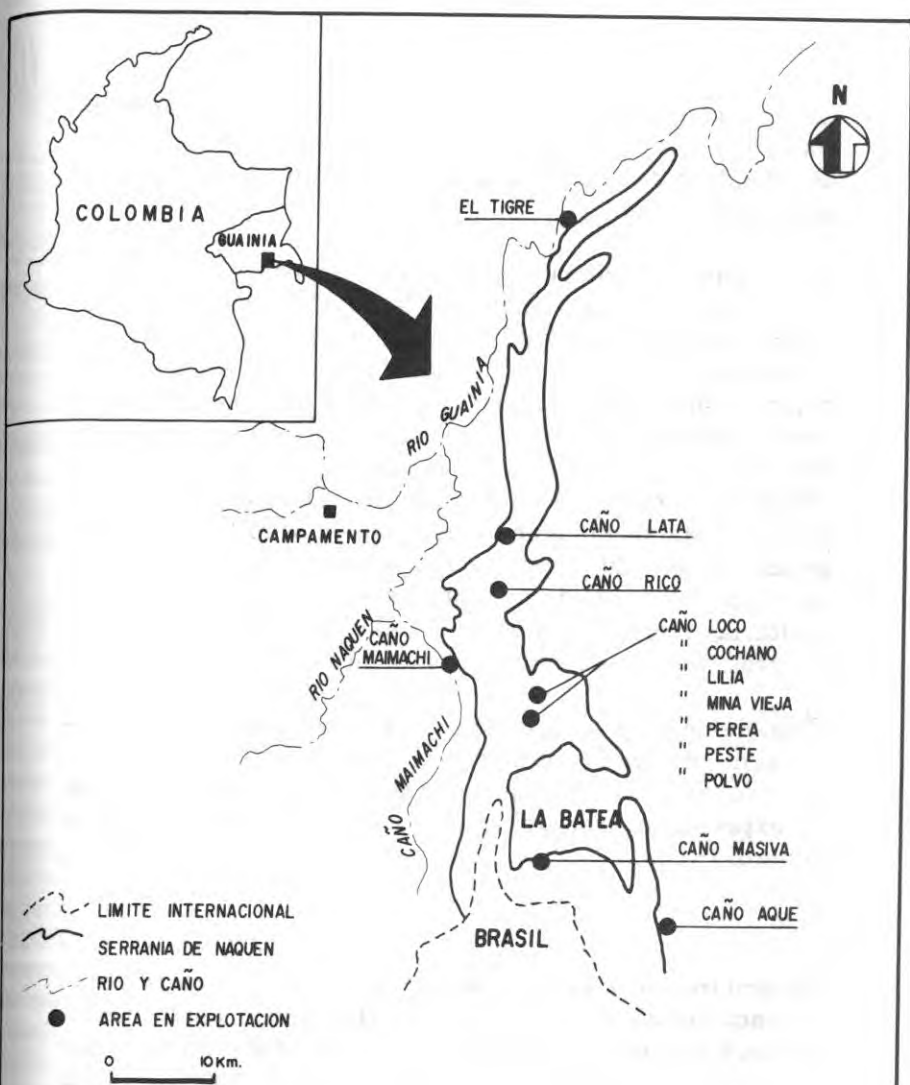 COLOMBIA
GUAINIA
N
EL TIGRE
RIO GUAINIA
CAMPAMENTO
CAÑO LATA
CAÑO RICO
RIO NAQUEN
CAÑO
MAIMACHI
CAÑO LOCO
" COCHANO
" LILIA
" MINA VIEJA
" PEREA
" PESTE
" POLVO
CAÑO MAIMACHI
LA BATEA
CAÑO MASIVA
CAÑO AQUE
BRASIL
LIMITE INTERNACIONAL
SERRANIA DE NAQUEN
RIO Y CAÑO
AREA EN EXPLOTACION
0 10 Km.